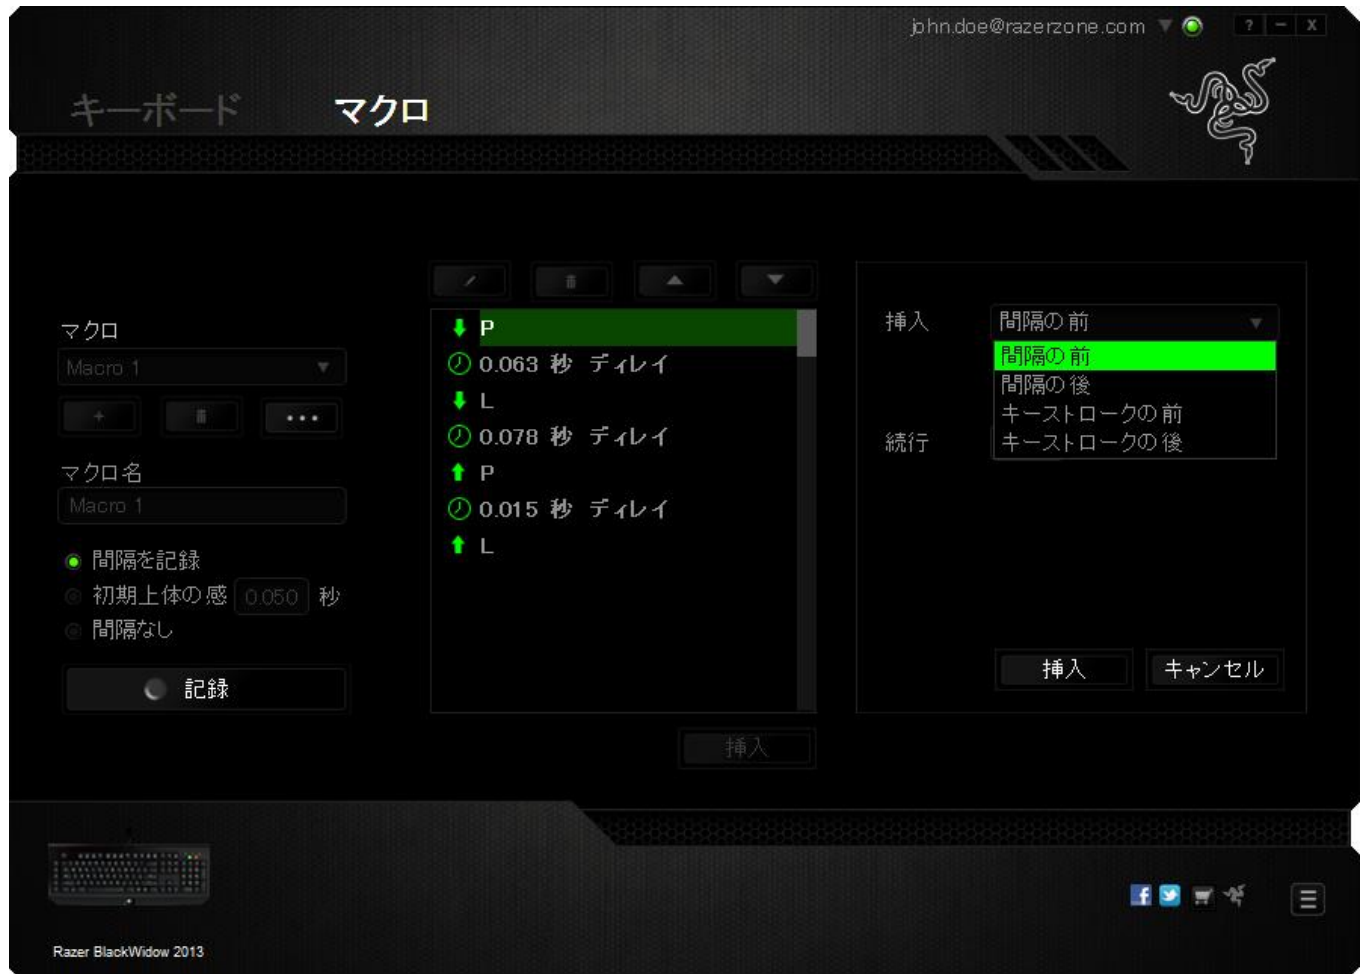 john.doe@razerzone.com
? – X
キーボード マクロ
マクロ
Macro 1
マクロ名
Macro 1
間隔を記録
初期上体の感 0.050 秒
間隔なし
記録
P
0.063 秒 ディレイ
L
0.078 秒 ディレイ
P
0.015 秒 ディレイ
L
挿入
挿入 間隔の前
間隔の前
間隔の後
キーストロークの前
キーストロークの後
続行
挿入 キャンセル
Razer BlackWidow 2013